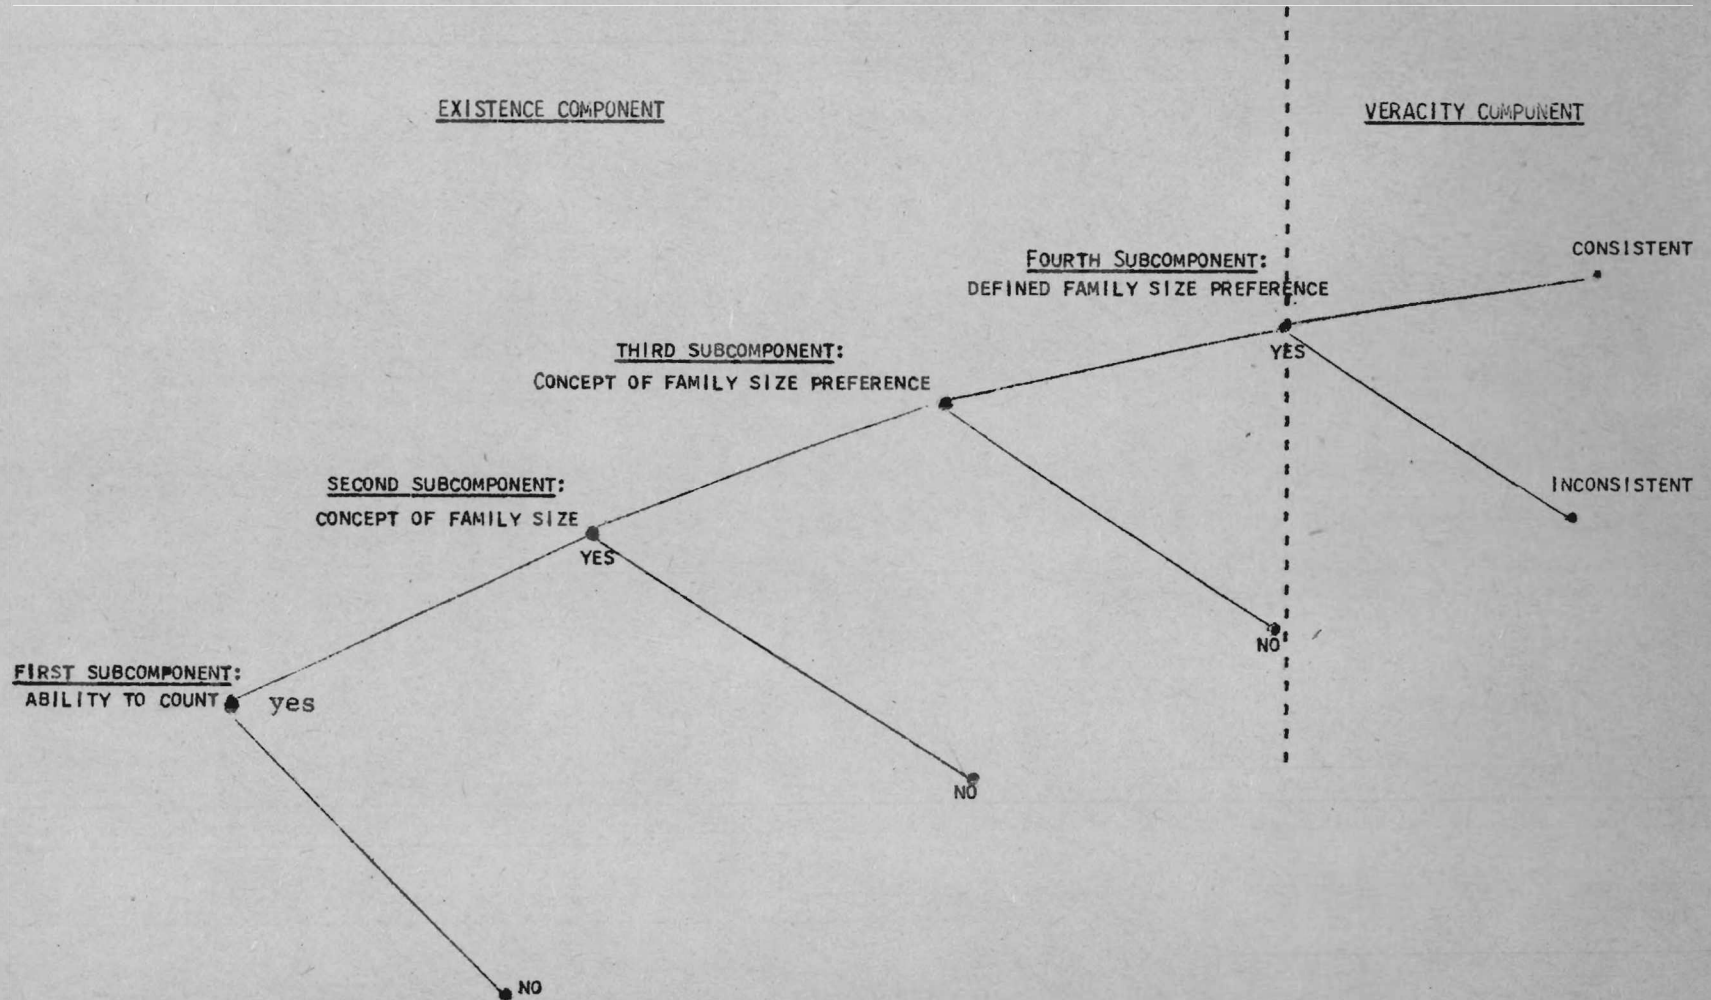 EXISTENCE COMPONENT
VERACITY COMPONENT
CONSISTENT
FOURTH SUBCOMPONENT:
DEFINED FAMILY SIZE PREFERENCE
YES
THIRD SUBCOMPONENT:
CONCEPT OF FAMILY SIZE PREFERENCE
SECOND SUBCOMPONENT:
CONCEPT OF FAMILY SIZE
YES
INCONSISTENT
NO
FIRST SUBCOMPONENT:
ABILITY TO COUNT yes
NO
NO